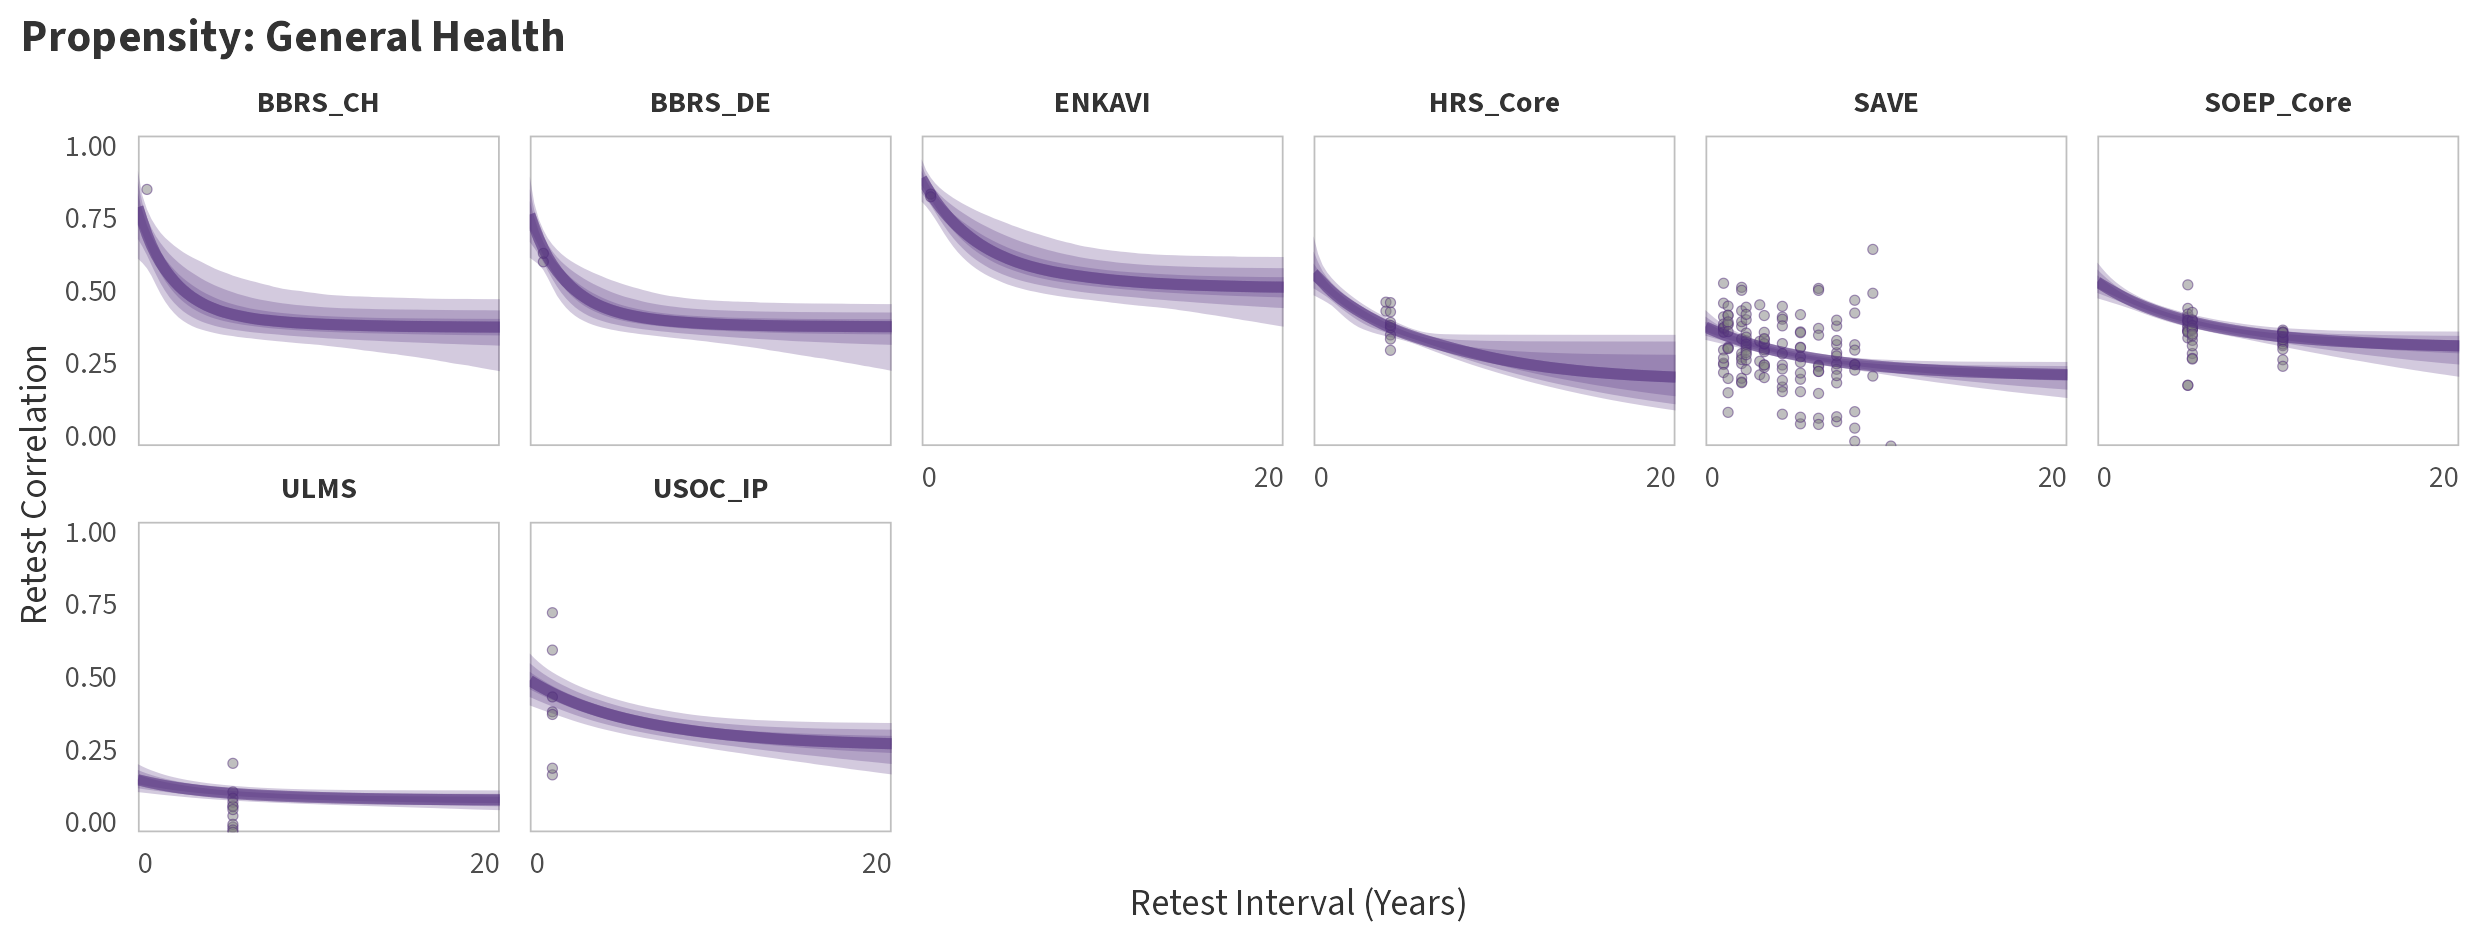 Propensity: General Health
BBRS_CH BBRS_DE ENKAVI HRS_Core SAVE SOEP_Core
1.00
0.75
0.50
0.25
0.00
0 20 0 20 0 20 0 20
ULMS USOC_IP
Retest Correlation
1.00
0.75
0.50
0.25
0.00
0 20 0 20
Retest Interval (Years)